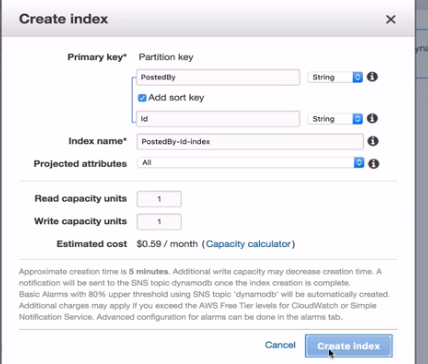 Create index
×
Primary key* Partition key
PostedBy String
Add sort key
Id String
Index name* PostedBy-Id-index
Projected attributes All
Read capacity units 1
Write capacity units 1
Estimated cost $0.59 / month (Capacity calculator)
Approximate creation time is 5 minutes. Additional write capacity may decrease creation time. A
notification will be sent to the SNS topic dynamodb once the index creation is complete.
Basic Alarms with 80% upper threshold using SNS topic 'dynamodb' will be automatically created.
Additional charges may apply if you exceed the AWS Free Tier levels for CloudWatch or Simple
Notification Service. Advanced configuration for alarms can be done in the alarms tab.
Cancel Create index